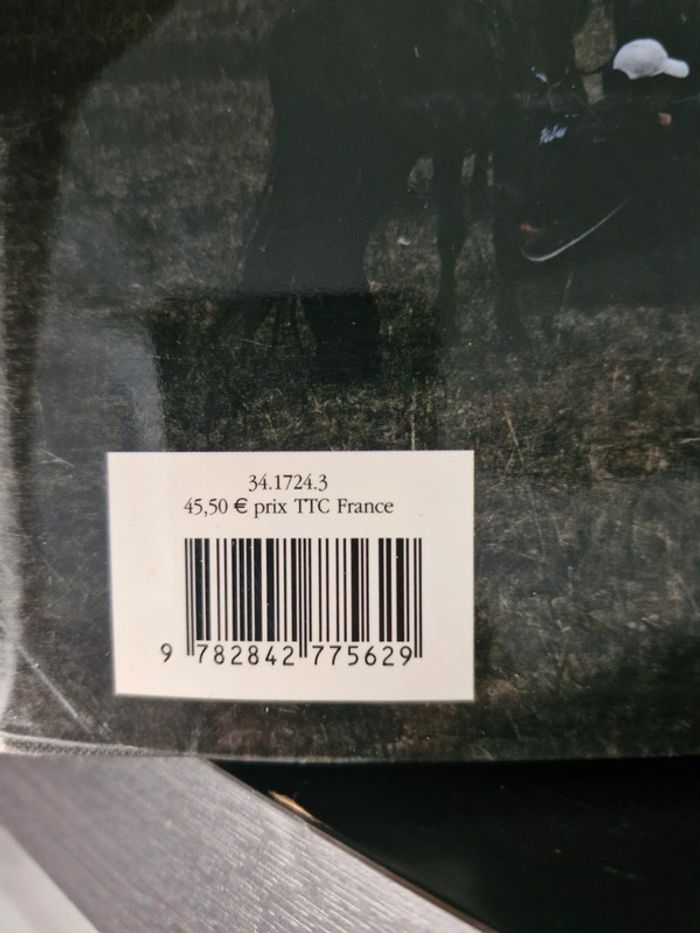 34.1724.3
45,50 € prix TTC France
9 782842 775629